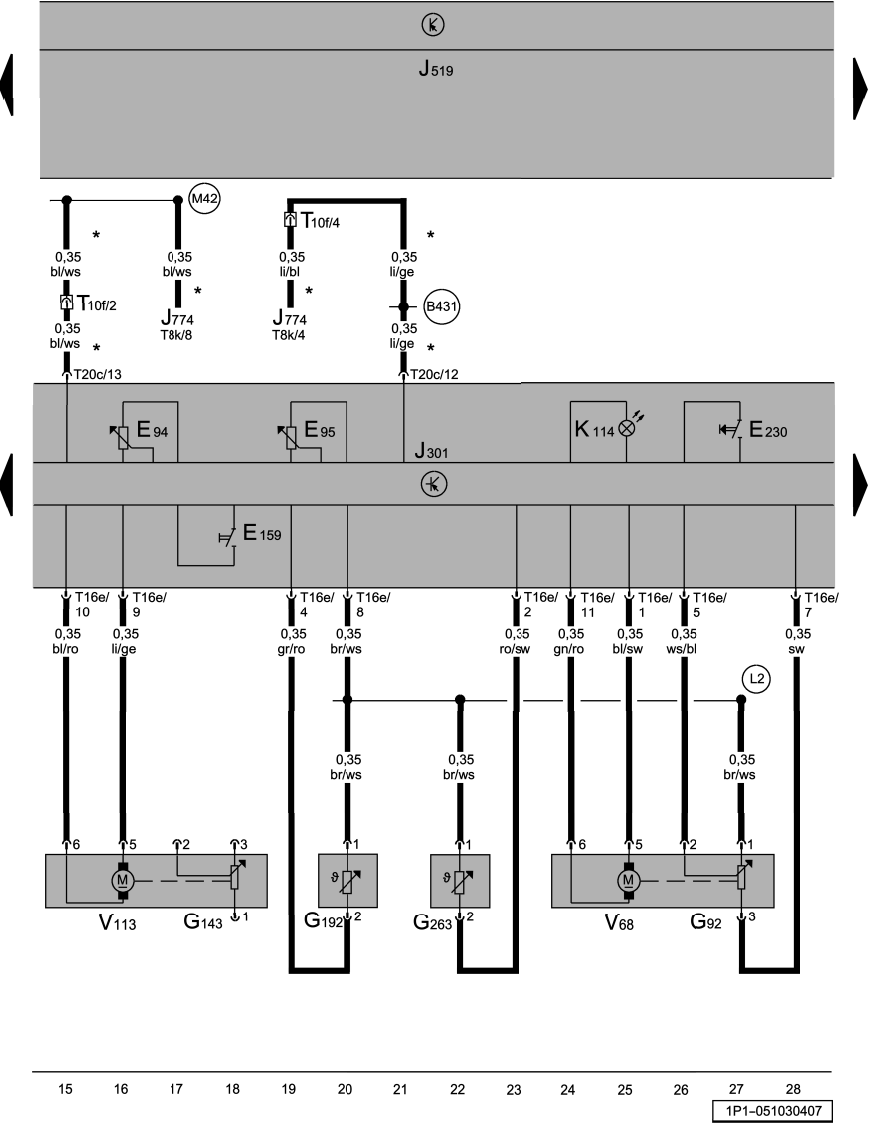 J519
M42
T10f/4
* *
0,35 0,35 0,35 0,35
bl/ws bl/ws li/bl li/ge
* *
T10f/2 J774 J774 B431
T8k/8 T8k/4
0,35 0,35
bl/ws li/ge
* *
T20c/13 T20c/12
E94 E95 K114 E230
J301
E159
T16e/ T16e/ T16e/ T16e/ T16e/ T16e/ T16e/ T16e/ T16e/
10 9 4 8 2 11 1 5 7
0,35 0,35 0,35 0,35 0,35 0,35 0,35 0,35 0,35
bl/ro li/ge gr/ro br/ws ro/sw gn/ro bl/sw ws/bl sw
L2
0,35 0,35 0,35
br/ws br/ws br/ws
6 5 2 3 1 1 6 5 2 1
M ϑ ϑ M
V113 G143 1 G192 2 G263 2 V68 G92 3
15 16 17 18 19 20 21 22 23 24 25 26 27 28
1P1-051030407